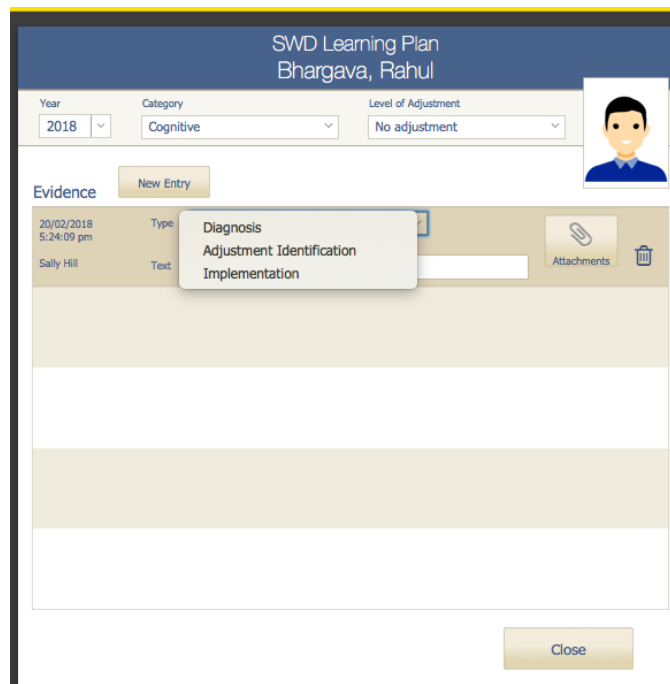 SWD Learning Plan
Bhargava, Rahul
Year
Category
Level of Adjustment
2018
Cognitive
No adjustment
Evidence
New Entry
20/02/2018
5:24:09 pm
Type
Diagnosis
Adjustment Identification
Implementation
Sally Hill
Text
Attachments
Close